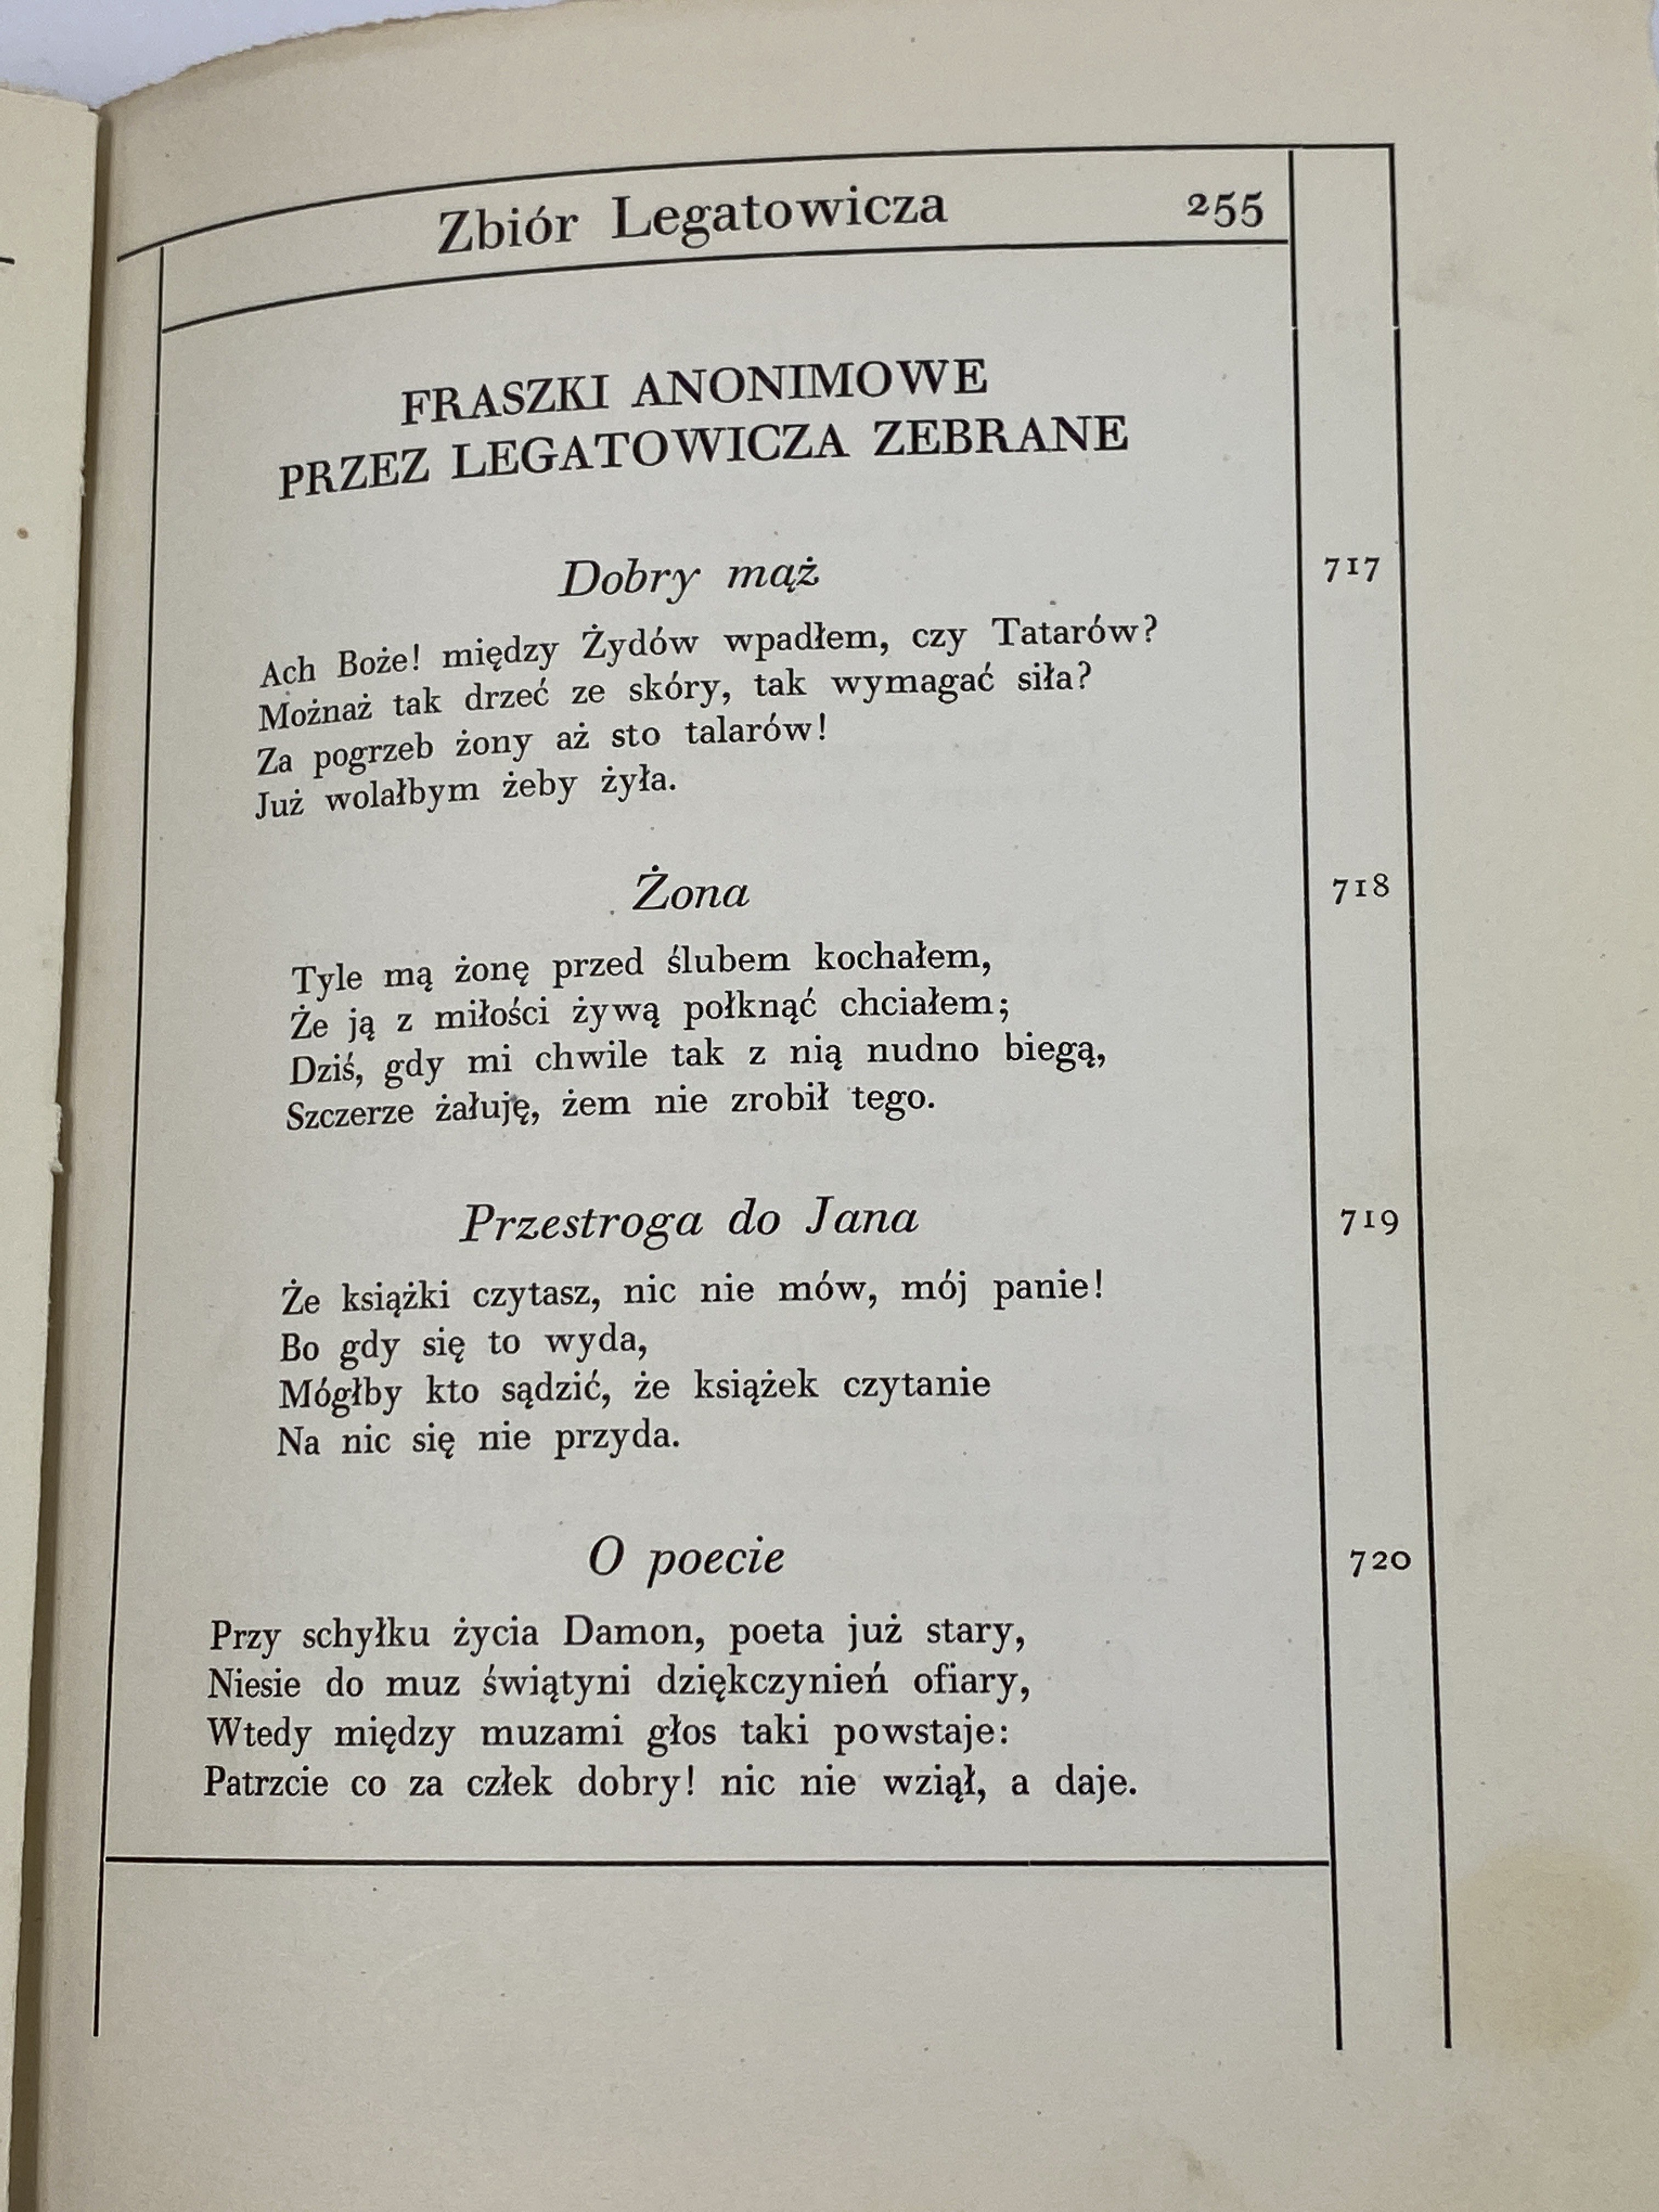 Zbiór Legatowicza 255
FRASZKI ANONIMOWE
PRZEZ LEGATOWICZA ZEBRANE
Dobry mąż 717
Ach Boże! między Żydów wpadłem, czy Tatarów?
Możnaż tak drzeć ze skóry, tak wymagać siła?
Za pogrzeb żony aż sto talarów!
Już wolałbym żeby żyła.
Żona 718
Tyle mą żonę przed ślubem kochałem,
Że ją z miłości żywą połknąć chciałem;
Dziś, gdy mi chwile tak z nią nudno biegą,
Szczerze żałuję, żem nie zrobił tego.
Przestroga do Jana 719
Że książki czytasz, nic nie mów, mój panie!
Bo gdy się to wyda,
Mógłby kto sądzić, że książek czytanie
Na nic się nie przyda.
O poecie 720
Przy schyłku życia Damon, poeta już stary,
Niesie do muz świątyni dziękczynień ofiary,
Wtedy między muzami głos taki powstaje:
Patrzcie co za człek dobry! nic nie wziął, a daje.